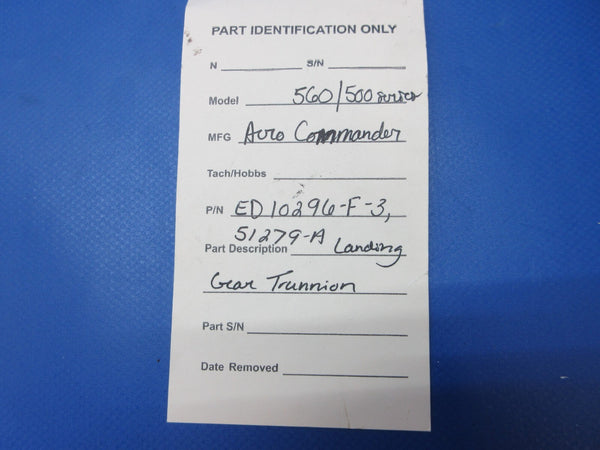 PART IDENTIFICATION ONLY
N S/N
Model 560/500 series
MFG Aero Commander
Tach/Hobbs
P/N ED10296-F-3,
51279-A
Part Description Landing
Gear Trunnion
Part S/N
Date Removed